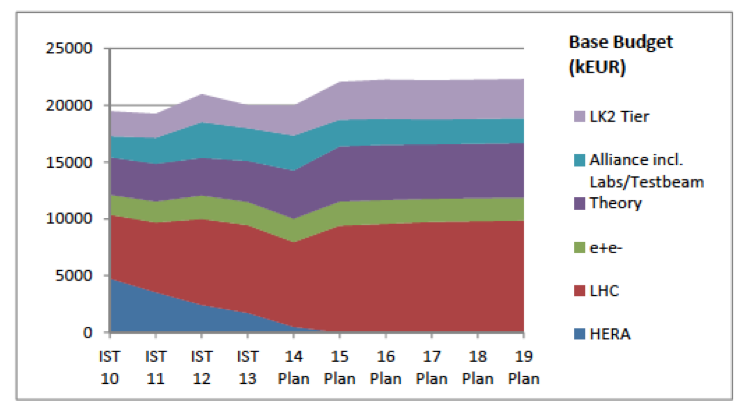 Base Budget
(kEUR)
25000
20000
15000
10000
5000
0
IST
10
IST
11
IST
12
IST
13
14
Plan
15
Plan
16
Plan
17
Plan
18
Plan
19
Plan
LK2 Tier
Alliance incl.
Labs/Testbeam
Theory
e+e-
LHC
HERA